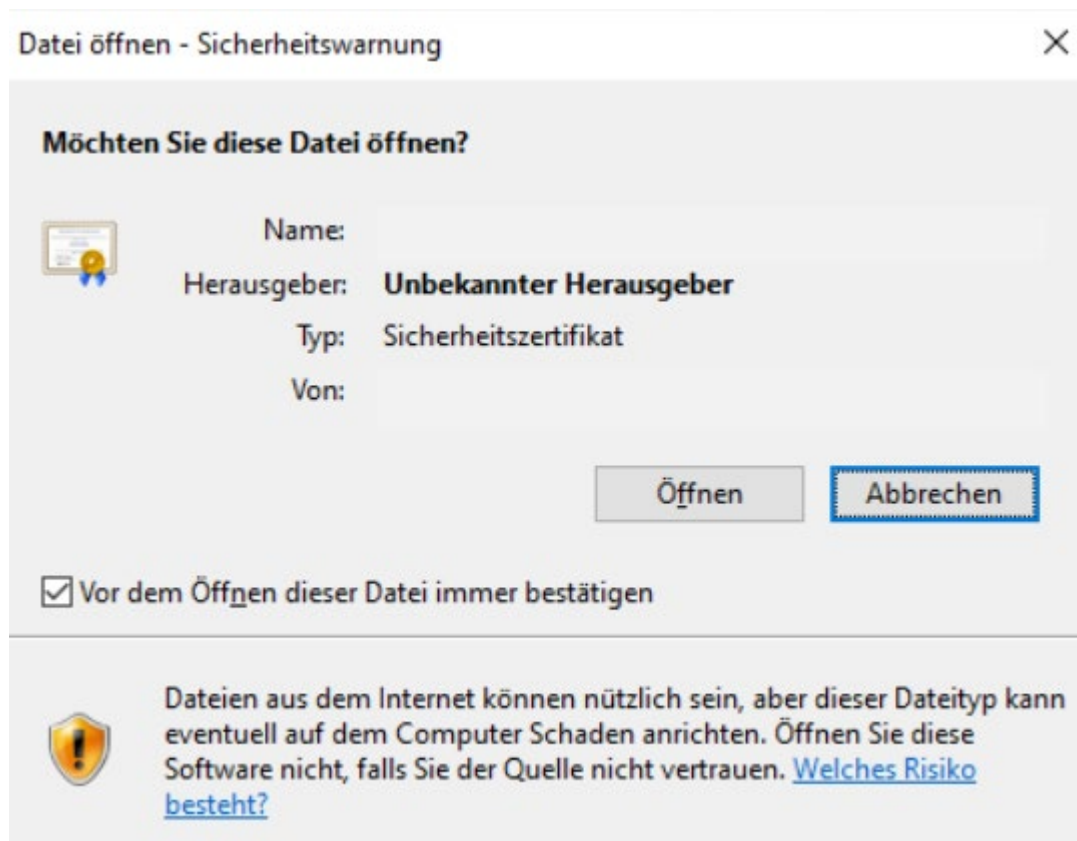 Datei öffnen - Sicherheitswarnung
Möchten Sie diese Datei öffnen?
Name:
Herausgeber: Unbekannter Herausgeber
Typ: Sicherheitszertifikat
Von:
Öffnen Abbrechen
Vor dem Öffnen dieser Datei immer bestätigen
Dateien aus dem Internet können nützlich sein, aber dieser Dateityp kann
eventuell auf dem Computer Schaden anrichten. Öffnen Sie diese
Software nicht, falls Sie der Quelle nicht vertrauen. Welches Risiko
besteht?